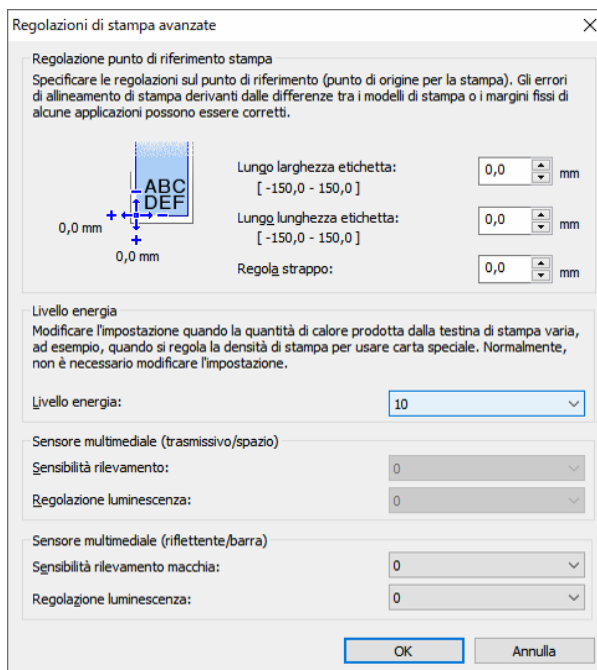 Regolazioni di stampa avanzate
Regolazione punto di riferimento stampa
Specificare le regolazioni sul punto di riferimento (punto di origine per la stampa). Gli errori
di allineamento di stampa derivanti dalle differenze tra i modelli di stampa o i margini fissi di
alcune applicazioni possono essere corretti.
ABC
DEF
0,0 mm
0,0 mm
Lungo larghezza etichetta:
0,0 mm
[ -150,0 - 150,0 ]
Lungo lunghezza etichetta:
0,0 mm
[ -150,0 - 150,0 ]
Regola strappo:
0,0 mm
Livello energia
Modificare l'impostazione quando la quantità di calore prodotta dalla testina di stampa varia,
ad esempio, quando si regola la densità di stampa per usare carta speciale. Normalmente,
non è necessario modificare l'impostazione.
Livello energia:
10
Sensore multimediale (trasmissivo/spazio)
Sensibilità rilevamento:
0
Regolazione luminescenza:
0
Sensore multimediale (riflettente/barra)
Sensibilità rilevamento macchia:
0
Regolazione luminescenza:
0
OK
Annulla